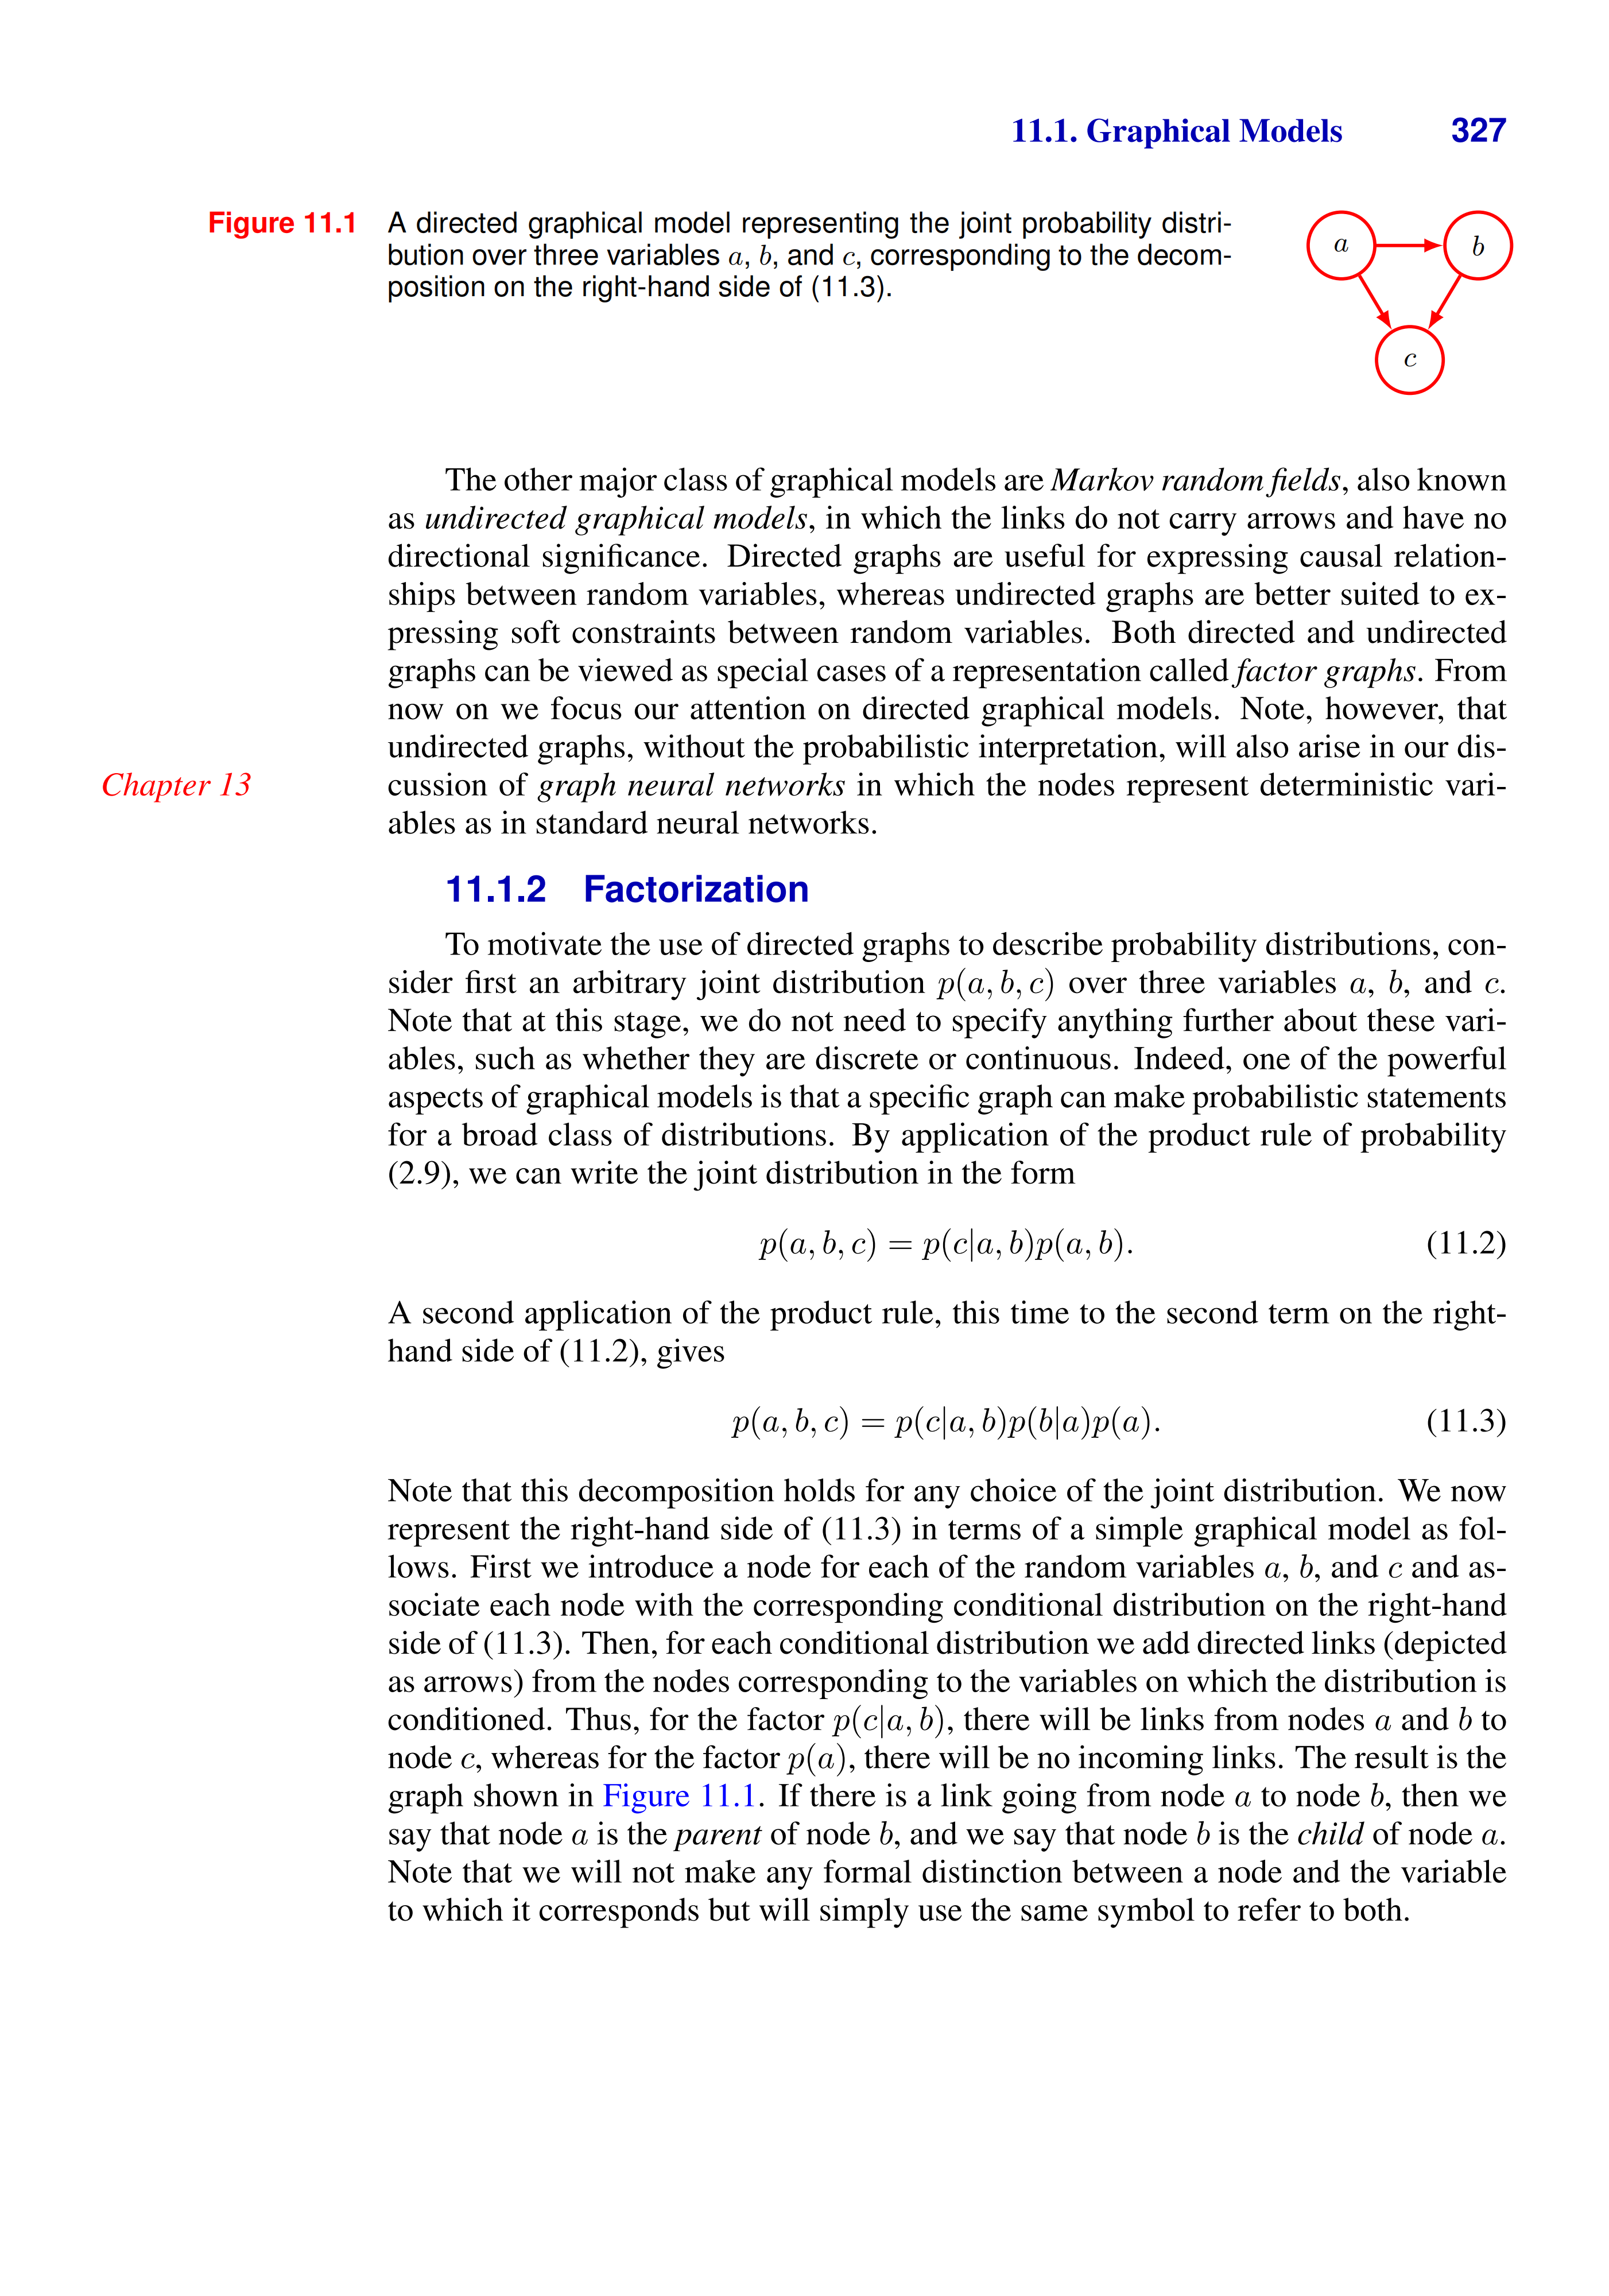 11.1. Graphical Models 327
Figure 11.1 A directed graphical model representing the joint probability distri-
bution over three variables a, b, and c, corresponding to the decom-
position on the right-hand side of (11.3).
a
b
c
The other major class of graphical models are Markov random fields, also known
as undirected graphical models, in which the links do not carry arrows and have no
directional significance. Directed graphs are useful for expressing causal relation-
ships between random variables, whereas undirected graphs are better suited to ex-
pressing soft constraints between random variables. Both directed and undirected
graphs can be viewed as special cases of a representation called factor graphs. From
now on we focus our attention on directed graphical models. Note, however, that
undirected graphs, without the probabilistic interpretation, will also arise in our dis-
Chapter 13
cussion of graph neural networks in which the nodes represent deterministic vari-
ables as in standard neural networks.
11.1.2 Factorization
To motivate the use of directed graphs to describe probability distributions, con-
sider first an arbitrary joint distribution p(a, b, c) over three variables a, b, and c.
Note that at this stage, we do not need to specify anything further about these vari-
ables, such as whether they are discrete or continuous. Indeed, one of the powerful
aspects of graphical models is that a specific graph can make probabilistic statements
for a broad class of distributions. By application of the product rule of probability
(2.9), we can write the joint distribution in the form
p(a, b, c) = p(c|a, b)p(a, b). (11.2)
A second application of the product rule, this time to the second term on the right-
hand side of (11.2), gives
p(a, b, c) = p(c|a, b)p(b|a)p(a). (11.3)
Note that this decomposition holds for any choice of the joint distribution. We now
represent the right-hand side of (11.3) in terms of a simple graphical model as fol-
lows. First we introduce a node for each of the random variables a, b, and c and as-
sociate each node with the corresponding conditional distribution on the right-hand
side of (11.3). Then, for each conditional distribution we add directed links (depicted
as arrows) from the nodes corresponding to the variables on which the distribution is
conditioned. Thus, for the factor p(c|a, b), there will be links from nodes a and b to
node c, whereas for the factor p(a), there will be no incoming links. The result is the
graph shown in Figure 11.1. If there is a link going from node a to node b, then we
say that node a is the parent of node b, and we say that node b is the child of node a.
Note that we will not make any formal distinction between a node and the variable
to which it corresponds but will simply use the same symbol to refer to both.